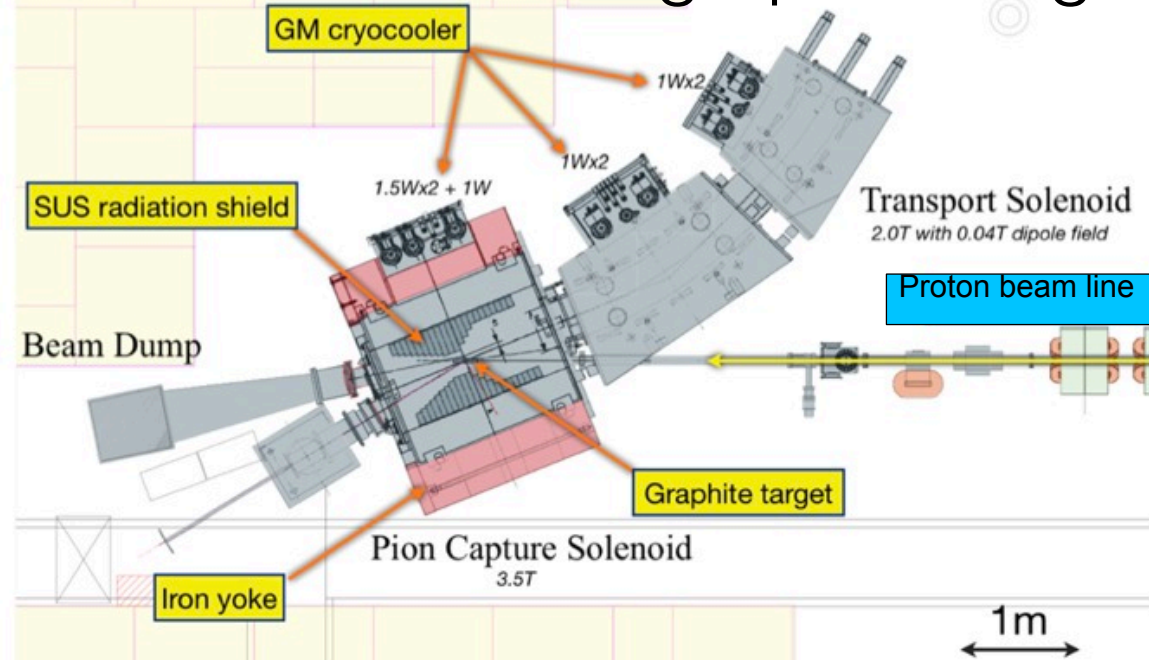 GM cryocooler
1Wx2
1Wx2
1.5Wx2 + 1W
SUS radiation shield
Transport Solenoid
2.0T with 0.04T dipole field
Proton beam line
Beam Dump
Graphite target
Pion Capture Solenoid
3.5T
Iron yoke
1m